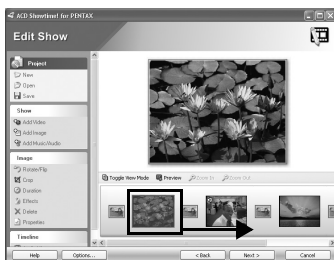 ACD Showtime! for PENTAX
Edit Show
Project
New
Open
Save
Show
Add Video
Add Image
Add Music/Audio
Image
Rotate/Flip
Crop
Duration
Effects
Delete
Properties
Timeline
Toggle View Mode
Preview
Zoom In
Zoom Out
Help
Options...
< Back
Next >
Cancel